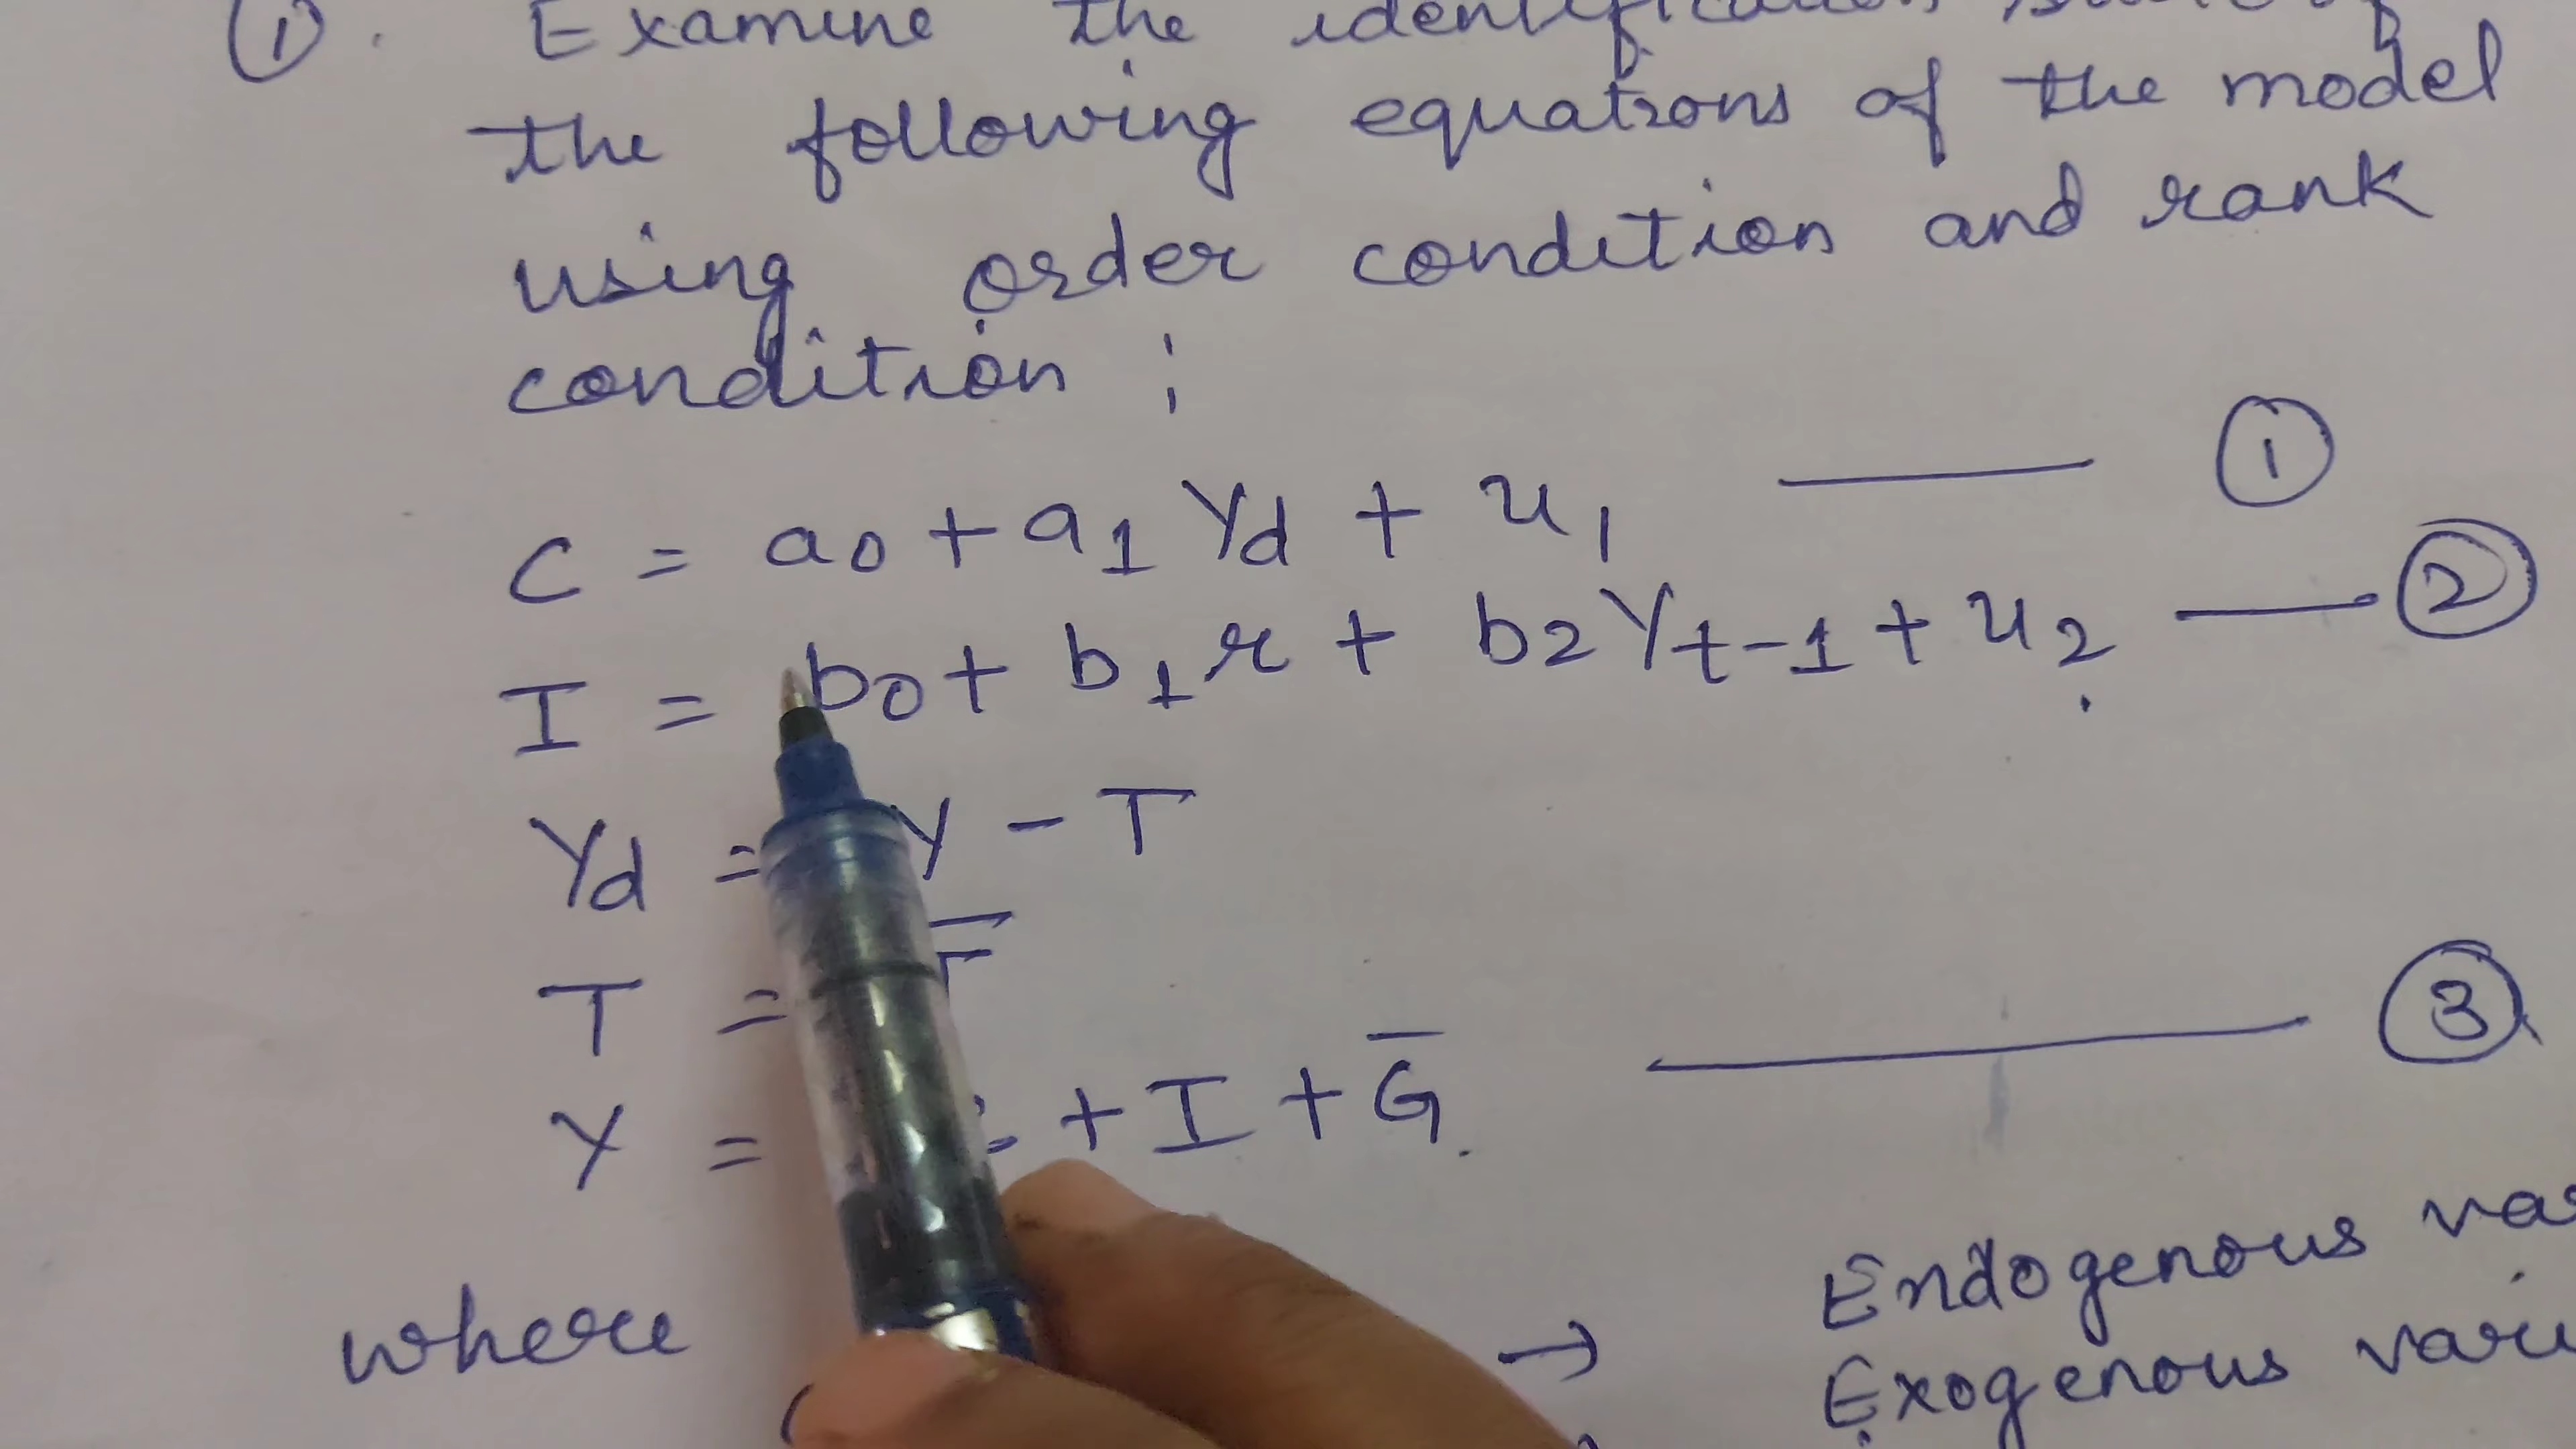 ① . Examine the identification
the following equations of the model
using order condition and rank
condition :
C = a0 + a1 Yd + u1 —— ①
I = b0 + b1 r + b2 Yt-1 + u2 —— ②
Yd = Y - T
T =
Y = + I + G̅ . —— ③
where → Endogenous
Exogenous